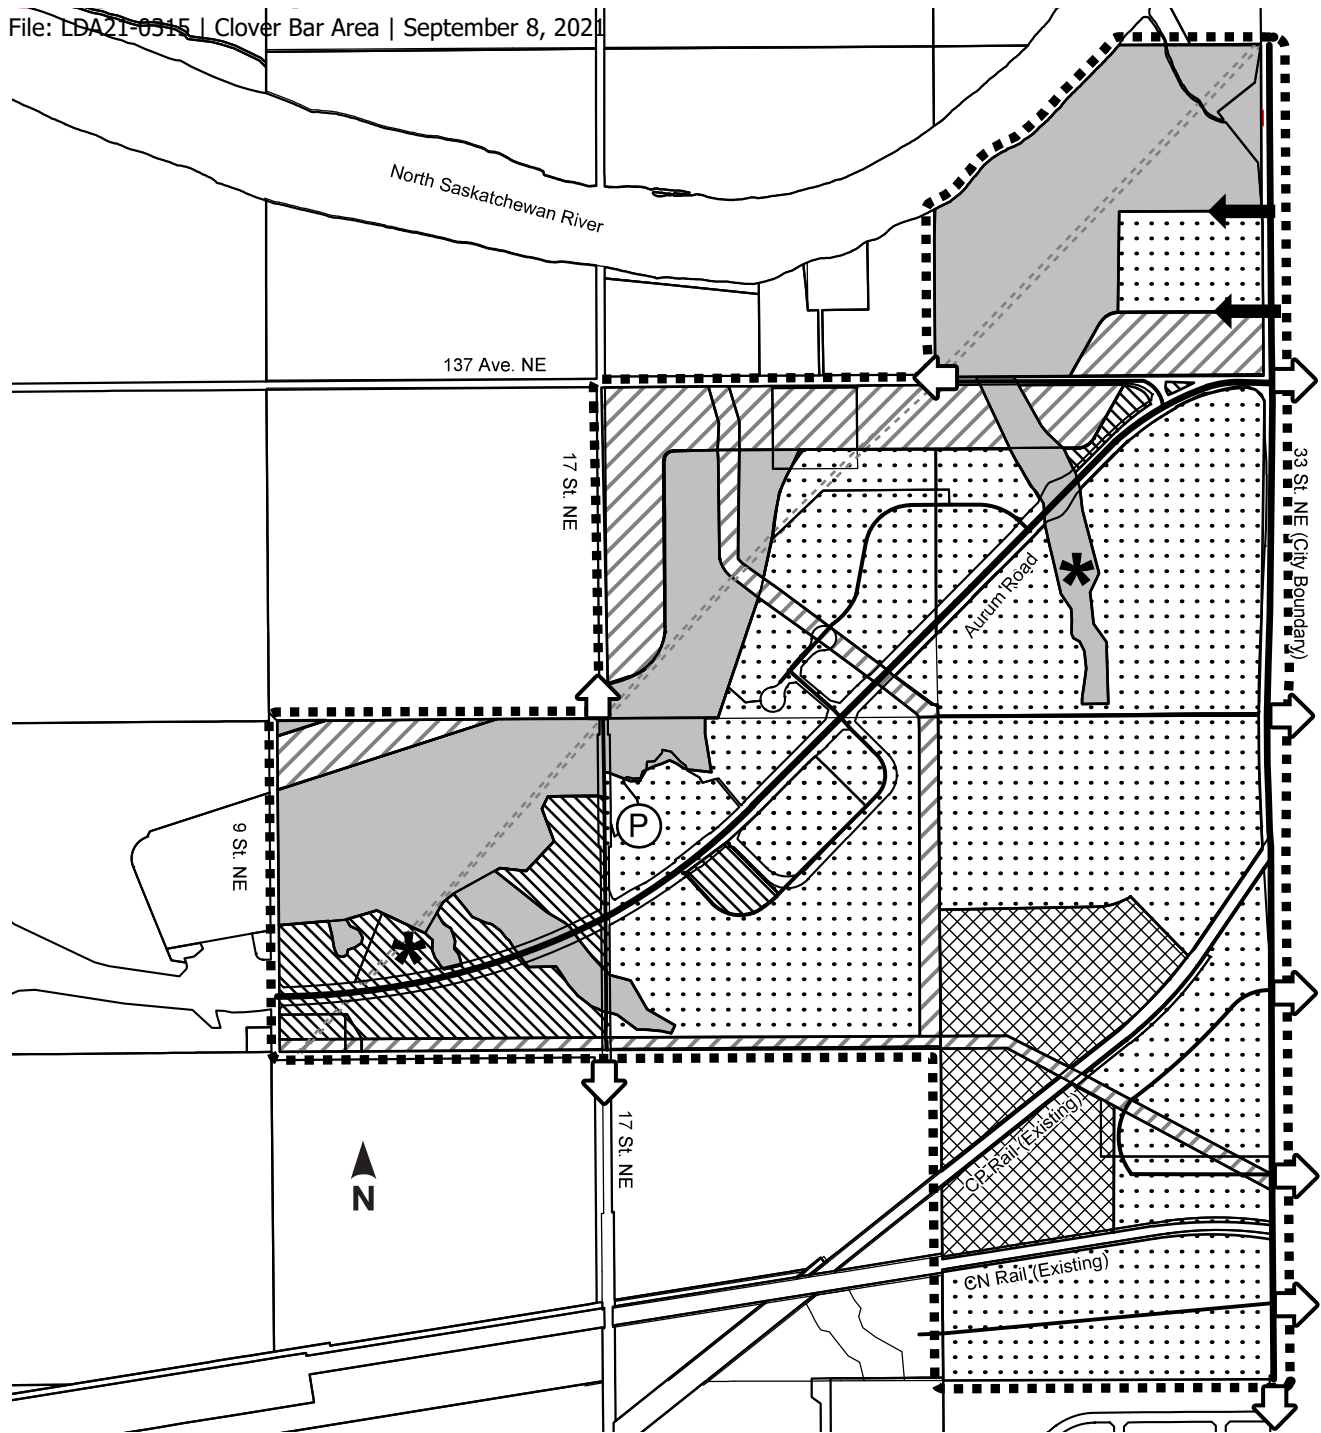 File: LDA21-0315 | Clover Bar Area | September 8, 2021
North Saskatchewan River
137 Ave. NE
17 St. NE
33 St. NE (City Boundary)
Aurum Road
*
P
9 St. NE
*
17 St. NE
CP Rail (Existing)
N
CN Rail (Existing)